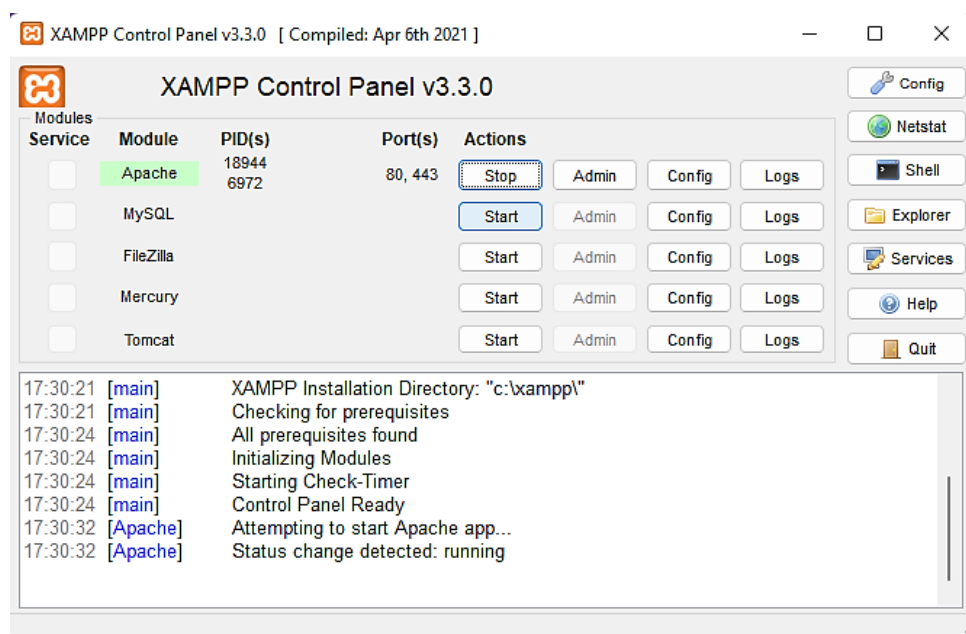 XAMPP Control Panel v3.3.0 [ Compiled: Apr 6th 2021 ]
XAMPP Control Panel v3.3.0
Config
Netstat
Shell
Explorer
Services
Help
Quit
Modules
Service Module PID(s) Port(s) Actions
Apache 18944 6972 80, 443 Stop Admin Config Logs
MySQL Start Admin Config Logs
FileZilla Start Admin Config Logs
Mercury Start Admin Config Logs
Tomcat Start Admin Config Logs
17:30:21 [main] XAMPP Installation Directory: "c:\xampp\"
17:30:21 [main] Checking for prerequisites
17:30:24 [main] All prerequisites found
17:30:24 [main] Initializing Modules
17:30:24 [main] Starting Check-Timer
17:30:24 [main] Control Panel Ready
17:30:32 [Apache] Attempting to start Apache app...
17:30:32 [Apache] Status change detected: running